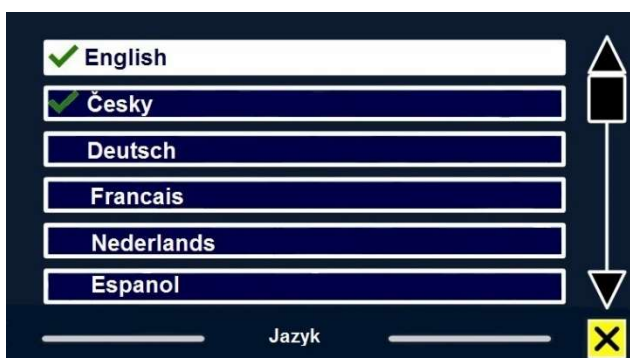 English
Česky
Deutsch
Francais
Nederlands
Espanol
Jazyk